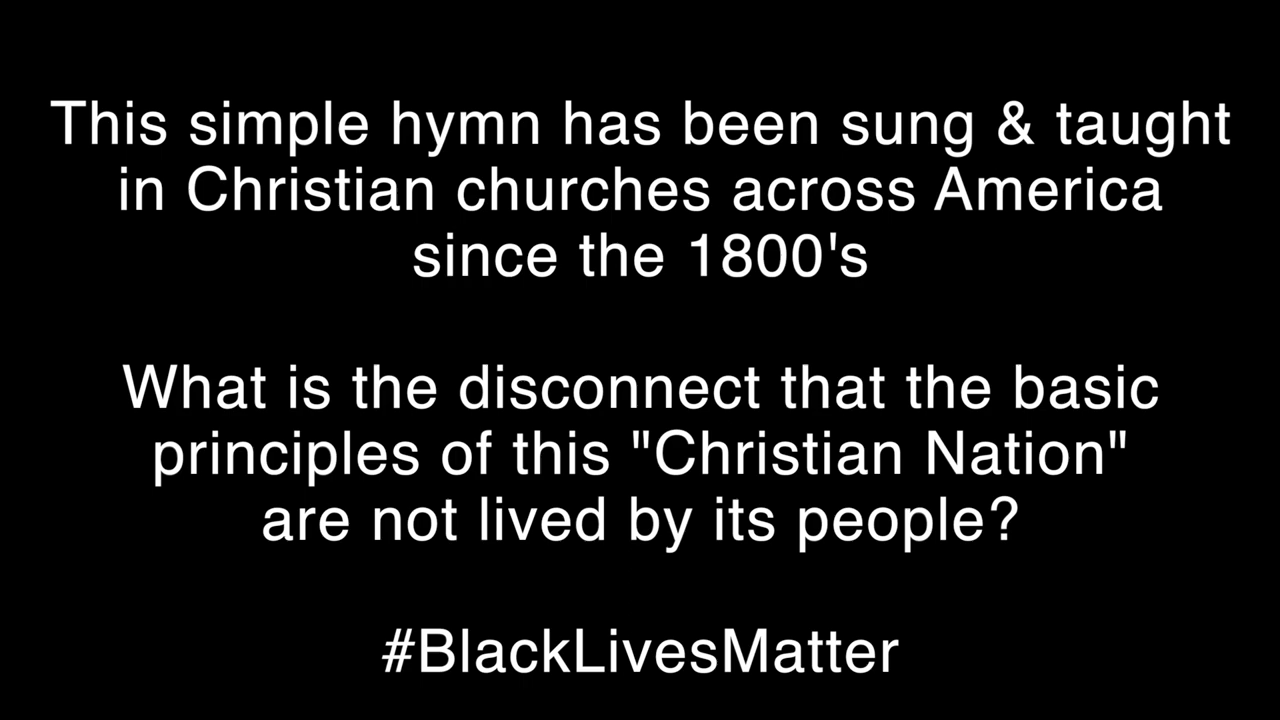 This simple hymn has been sung & taught
in Christian churches across America
since the 1800's
What is the disconnect that the basic
principles of this "Christian Nation"
are not lived by its people?
#BlackLivesMatter